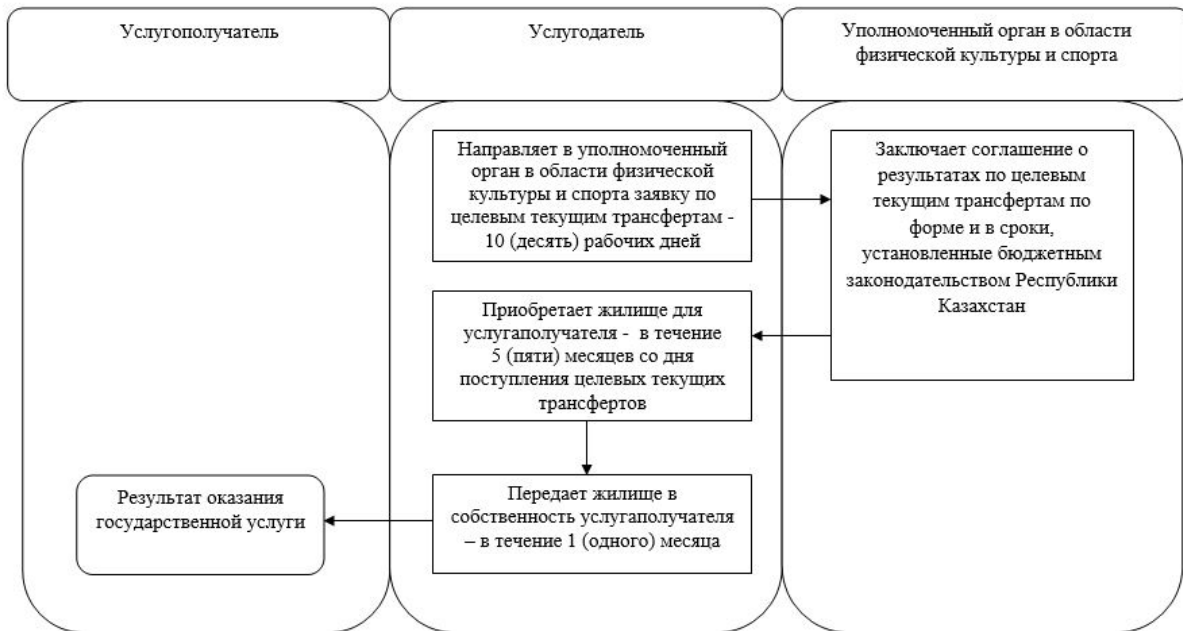 Услугополучатель
Услугодатель
Уполномоченный орган в области
физической культуры и спорта
Направляет в уполномоченный
орган в области физической
культуры и спорта заявку по
целевым текущим трансфертам -
10 (десять) рабочих дней
Заключает соглашение о
результатах по целевым
текущим трансфертам по
форме и в сроки,
установленные бюджетным
законодательством Республики
Казахстан
Приобретает жилище для
услугаполучателя - в течение
5 (пяти) месяцев со дня
поступления целевых текущих
трансфертов
Передает жилище в
собственность услугаполучателя
– в течение 1 (одного) месяца
Результат оказания
государственной услуги